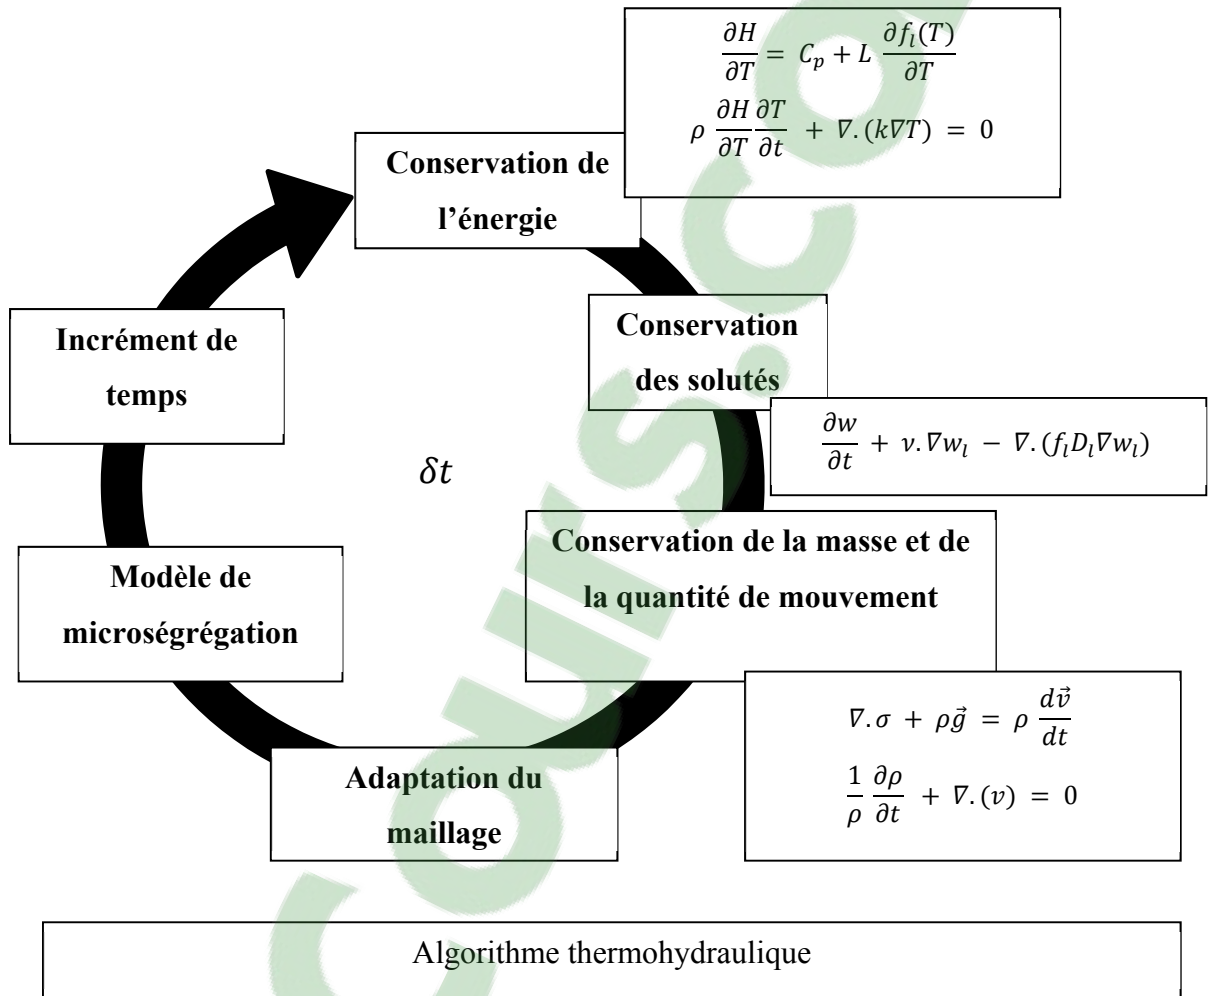 ∂H/∂T = C_p + L ∂f_l(T)/∂T
ρ ∂H/∂T ∂T/∂t + ∇.(k∇T) = 0
Conservation de
l'énergie
Conservation
des solutés
∂w/∂t + v.∇w_l − ∇.(f_l D_l ∇w_l)
Incrément de
temps
δt
Conservation de la masse et de
la quantité de mouvement
∇.σ + ρg⃗ = ρ dv⃗/dt
1/ρ ∂ρ/∂t + ∇.(v) = 0
Modèle de
microségrégation
Adaptation du
maillage
Algorithme thermohydraulique
cours.co